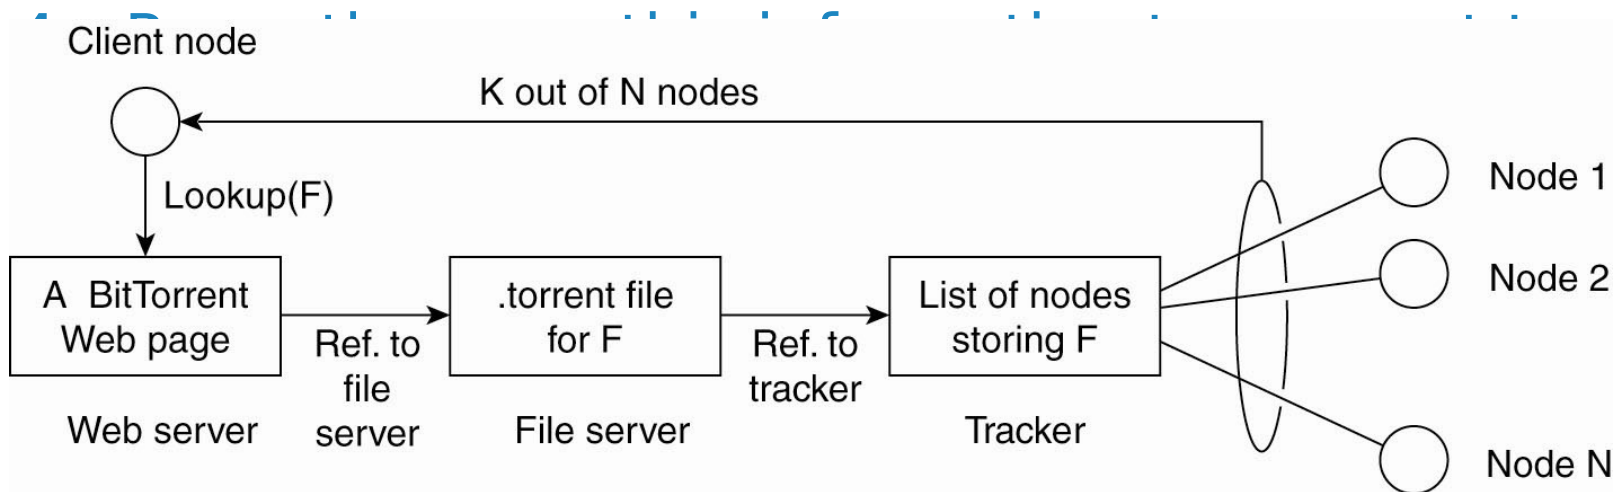 Client node
K out of N nodes
Lookup(F)
Node 1
Node 2
Node N
A BitTorrent
Web page
Ref. to
file
server
.torrent file
for F
Ref. to
tracker
List of nodes
storing F
Web server
File server
Tracker